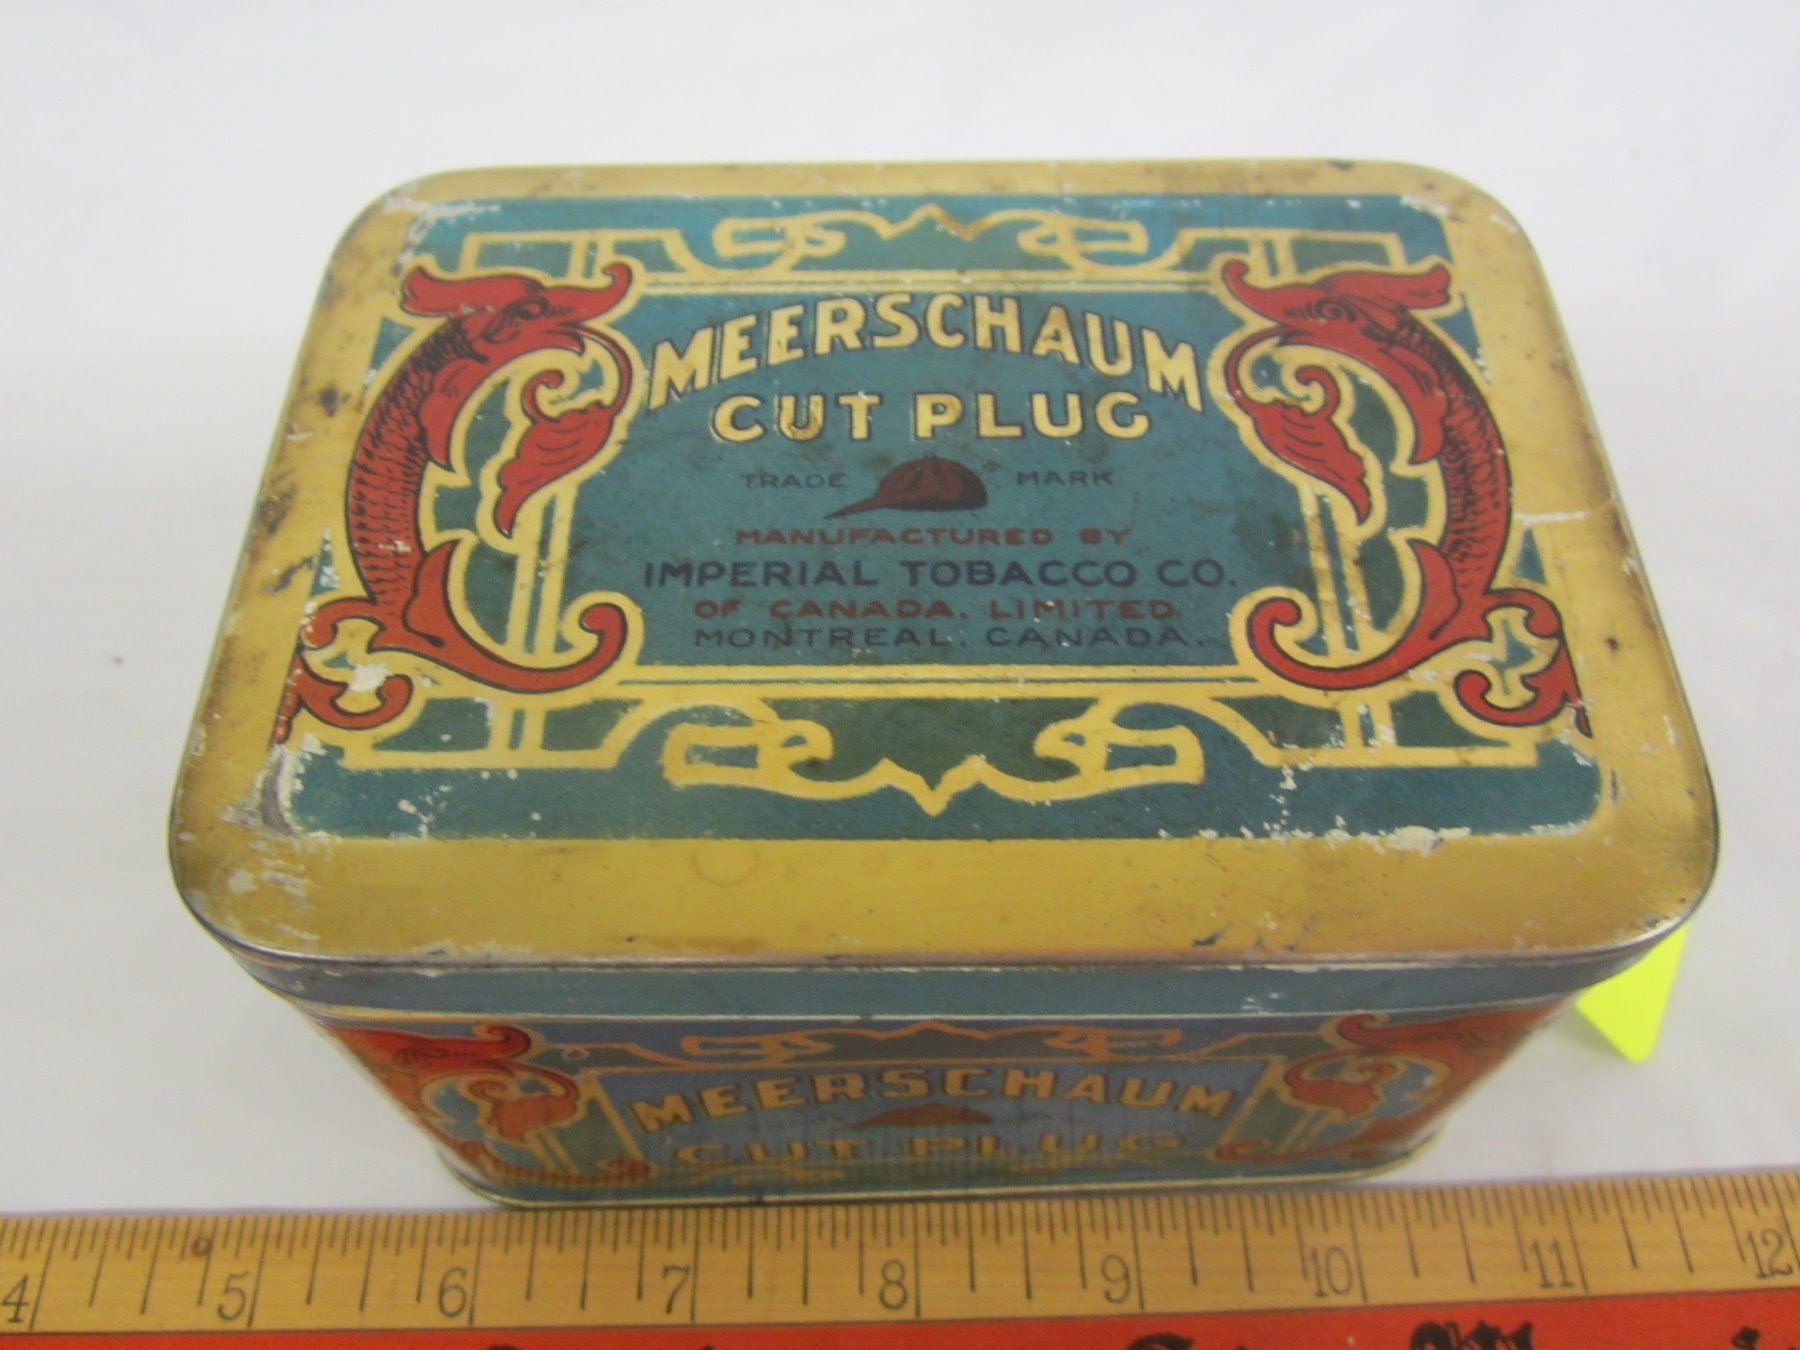 MEERSCHAUM
CUT PLUG
TRADE MARK
MANUFACTURED BY
IMPERIAL TOBACCO CO.
OF CANADA. LIMITED
MONTREAL. CANADA.
MEERSCHAUM
CUT PLUG
4 5 6 7 8 9 10 11 12